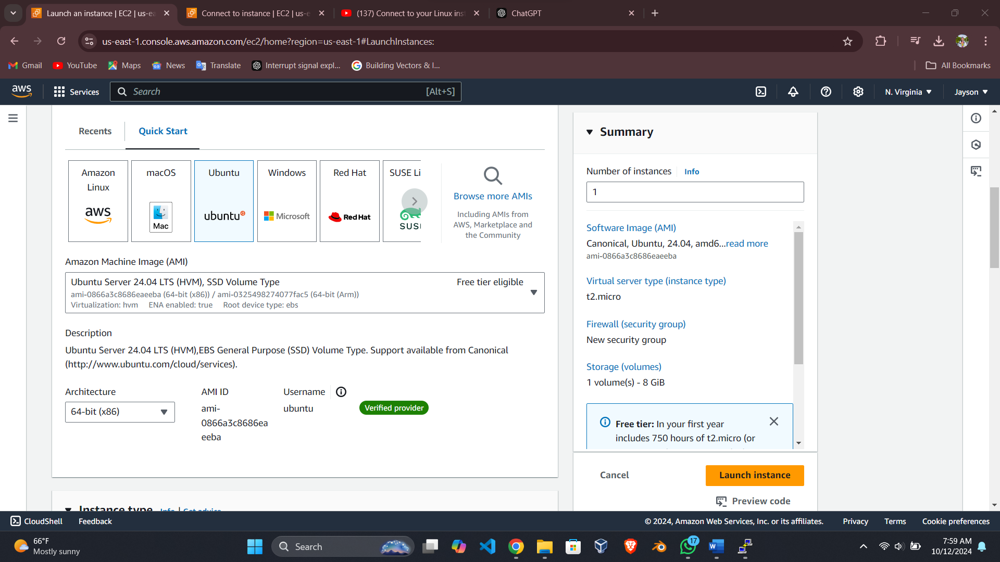 Launch an instance | EC2 | us-ea
Connect to instance | EC2 | us-e
(137) Connect to your Linux ins
ChatGPT
us-east-1.console.aws.amazon.com/ec2/home?region=us-east-1#LaunchInstances:
Gmail
YouTube
Maps
News
Translate
Interrupt signal expl...
Building Vectors & I...
All Bookmarks
aws
Services
Search
[Alt+S]
N. Virginia
Jayson
Recents
Quick Start
Amazon
Linux
aws
macOS
Mac
Ubuntu
ubuntu
Windows
Microsoft
Red Hat
Red Hat
SUSE Li
SUS
Browse more AMIs
Including AMIs from
AWS, Marketplace and
the Community
Amazon Machine Image (AMI)
Ubuntu Server 24.04 LTS (HVM), SSD Volume Type
Free tier eligible
ami-0866a3c8686eaeeba (64-bit (x86)) / ami-0325498274077fac5 (64-bit (Arm))
Virtualization: hvm ENA enabled: true Root device type: ebs
Description
Ubuntu Server 24.04 LTS (HVM),EBS General Purpose (SSD) Volume Type. Support available from Canonical
(http://www.ubuntu.com/cloud/services).
Architecture
64-bit (x86)
AMI ID
ami-
0866a3c8686ea
eeba
Username
ubuntu
Verified provider
Instance type
Info | Get advice
Summary
Number of instances
Info
1
Software Image (AMI)
Canonical, Ubuntu, 24.04, amd6...read more
ami-0866a3c8686eaeeba
Virtual server type (instance type)
t2.micro
Firewall (security group)
New security group
Storage (volumes)
1 volume(s) - 8 GiB
Free tier: In your first year
includes 750 hours of t2.micro (or
Cancel
Launch instance
Preview code
CloudShell
Feedback
© 2024, Amazon Web Services, Inc. or its affiliates.
Privacy
Terms
Cookie preferences
66°F
Mostly sunny
Search
17
7:59 AM
10/12/2024